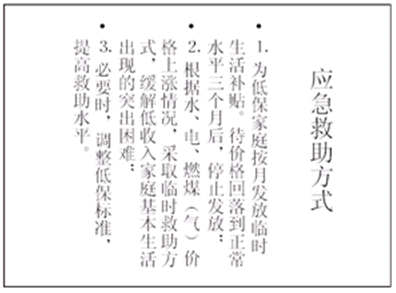 应急救助方式
• 1. 为低保家庭按月发放临时
生活补贴。待价格回落到正常
水平三个月后，停止发放；
• 2. 根据水、电、燃煤（气）价
格上涨情况，采取临时救助方
式，缓解低收入家庭基本生活
出现的突出困难；
• 3. 必要时，调整低保标准，
提高救助水平。